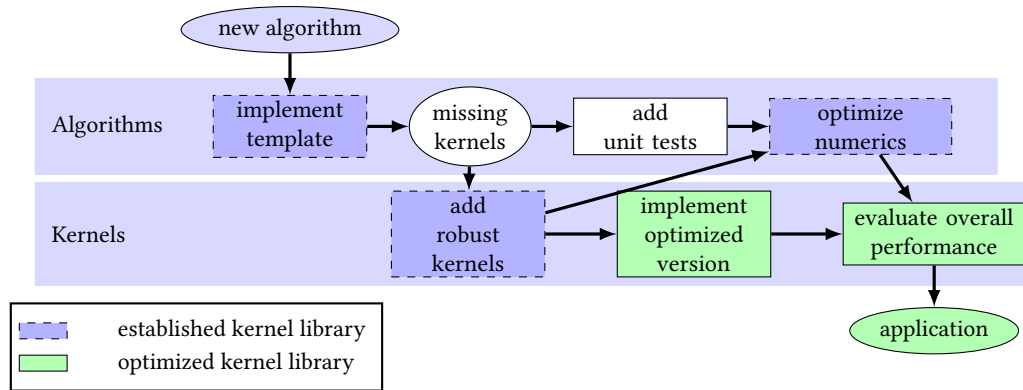 new algorithm
Algorithms
implement
template
missing
kernels
add
unit tests
optimize
numerics
Kernels
add
robust
kernels
implement
optimized
version
evaluate overall
performance
established kernel library
optimized kernel library
application